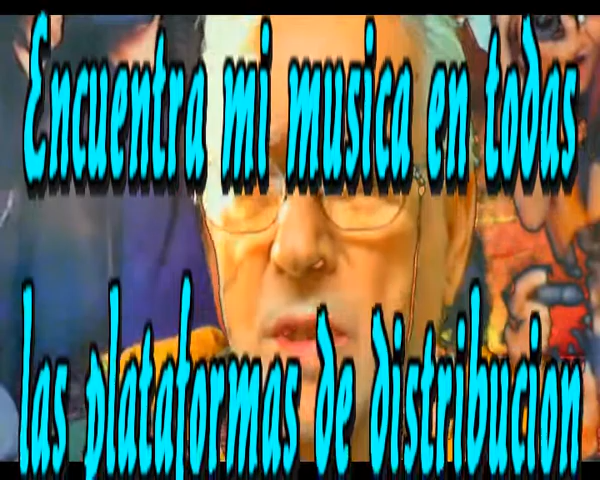 Encuentra mi musica en todas
las plataformas de distribucion